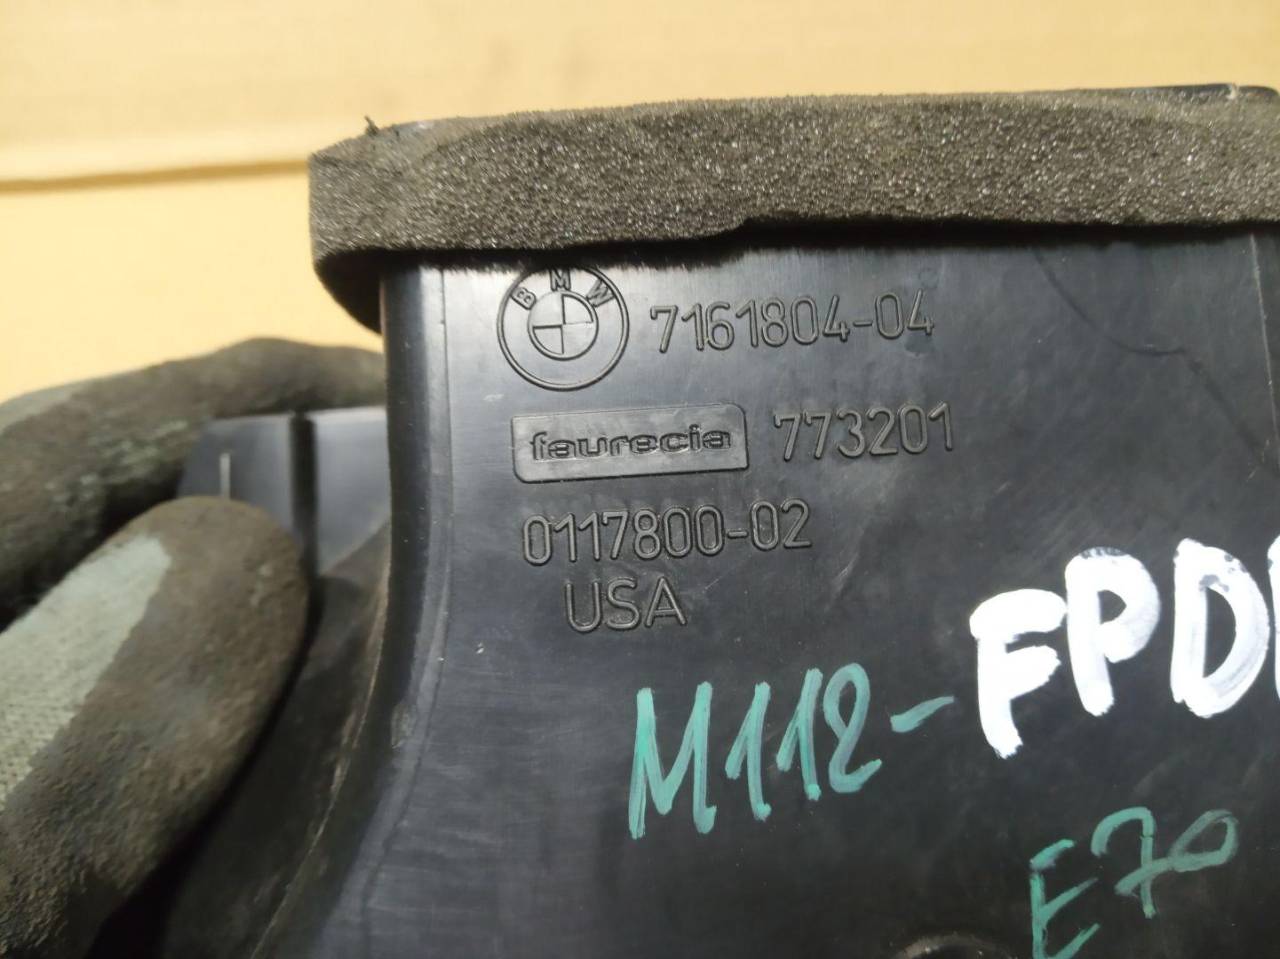 BMW 7161804-04
faurecia 773201
0117800-02
USA
M112-FPD
E70